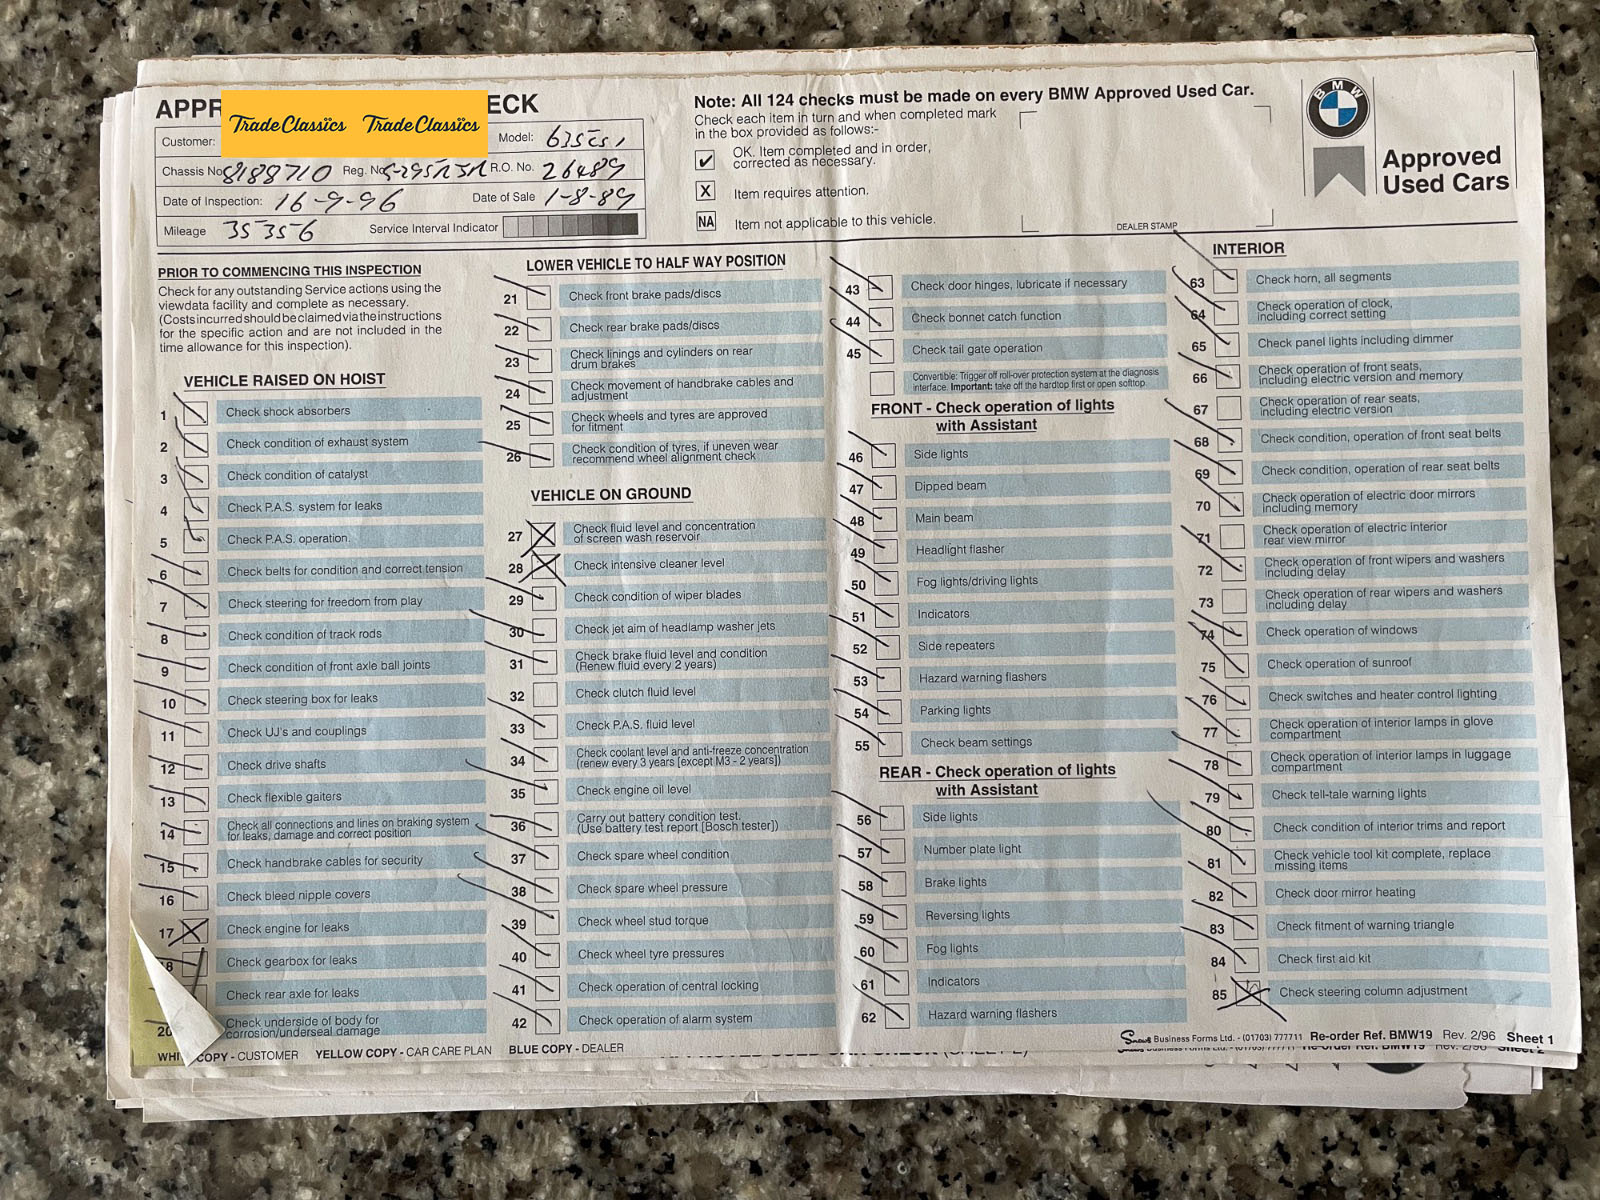 APPR ECK
TradeClassics TradeClassics
Customer: Model: 635csi
Chassis No 8188710 Reg. No. R.O. No. 26489
Date of Inspection: 16-9-96 Date of Sale 1-8-89
Mileage 35356 Service Interval Indicator
Note: All 124 checks must be made on every BMW Approved Used Car.
Check each item in turn and when completed mark
in the box provided as follows:-
✓ OK. Item completed and in order,
corrected as necessary.
X Item requires attention.
NA Item not applicable to this vehicle.
DEALER STAMP
BMW
Approved
Used Cars
PRIOR TO COMMENCING THIS INSPECTION
Check for any outstanding Service actions using the
viewdata facility and complete as necessary.
(Costs incurred should be claimed via the instructions
for the specific action and are not included in the
time allowance for this inspection).
VEHICLE RAISED ON HOIST
1 Check shock absorbers
2 Check condition of exhaust system
3 Check condition of catalyst
4 Check P.A.S. system for leaks
5 Check P.A.S. operation.
6 Check belts for condition and correct tension
7 Check steering for freedom from play
8 Check condition of track rods
9 Check condition of front axle ball joints
10 Check steering box for leaks
11 Check UJ's and couplings
12 Check drive shafts
13 Check flexible gaiters
14 Check all connections and lines on braking system
for leaks, damage and correct position
15 Check handbrake cables for security
16 Check bleed nipple covers
17 Check engine for leaks
8 Check gearbox for leaks
Check rear axle for leaks
20 Check underside of body for
corrosion/underseal damage
LOWER VEHICLE TO HALF WAY POSITION
21 Check front brake pads/discs
22 Check rear brake pads/discs
23 Check linings and cylinders on rear
drum brakes
24 Check movement of handbrake cables and
adjustment
25 Check wheels and tyres are approved
for fitment
26 Check condition of tyres, if uneven wear
recommend wheel alignment check
VEHICLE ON GROUND
27 Check fluid level and concentration
of screen wash reservoir
28 Check intensive cleaner level
29 Check condition of wiper blades
30 Check jet aim of headlamp washer jets
31 Check brake fluid level and condition
(Renew fluid every 2 years)
32 Check clutch fluid level
33 Check P.A.S. fluid level
34 Check coolant level and anti-freeze concentration
(renew every 3 years [except M3 - 2 years])
35 Check engine oil level
36 Carry out battery condition test.
(Use battery test report [Bosch tester])
37 Check spare wheel condition
38 Check spare wheel pressure
39 Check wheel stud torque
40 Check wheel tyre pressures
41 Check operation of central locking
42 Check operation of alarm system
43 Check door hinges, lubricate if necessary
44 Check bonnet catch function
45 Check tail gate operation
Convertible: Trigger off roll-over protection system at the diagnosis
interface. Important: take off the hardtop first or open softtop.
FRONT - Check operation of lights
with Assistant
46 Side lights
47 Dipped beam
48 Main beam
49 Headlight flasher
50 Fog lights/driving lights
51 Indicators
52 Side repeaters
53 Hazard warning flashers
54 Parking lights
55 Check beam settings
REAR - Check operation of lights
with Assistant
56 Side lights
57 Number plate light
58 Brake lights
59 Reversing lights
60 Fog lights
61 Indicators
62 Hazard warning flashers
INTERIOR
63 Check horn, all segments
64 Check operation of clock,
including correct setting
65 Check panel lights including dimmer
66 Check operation of front seats,
including electric version and memory
67 Check operation of rear seats,
including electric version
68 Check condition, operation of front seat belts
69 Check condition, operation of rear seat belts
70 Check operation of electric door mirrors
including memory
71 Check operation of electric interior
rear view mirror
72 Check operation of front wipers and washers
including delay
73 Check operation of rear wipers and washers
including delay
74 Check operation of windows
75 Check operation of sunroof
76 Check switches and heater control lighting
77 Check operation of interior lamps in glove
compartment
78 Check operation of interior lamps in luggage
compartment
79 Check tell-tale warning lights
80 Check condition of interior trims and report
81 Check vehicle tool kit complete, replace
missing items
82 Check door mirror heating
83 Check fitment of warning triangle
84 Check first aid kit
85 Check steering column adjustment
WHI COPY - CUSTOMER YELLOW COPY - CAR CARE PLAN BLUE COPY - DEALER
Business Forms Ltd. - (01703) 777711 Re-order Ref. BMW19 Rev. 2/96 Sheet 1